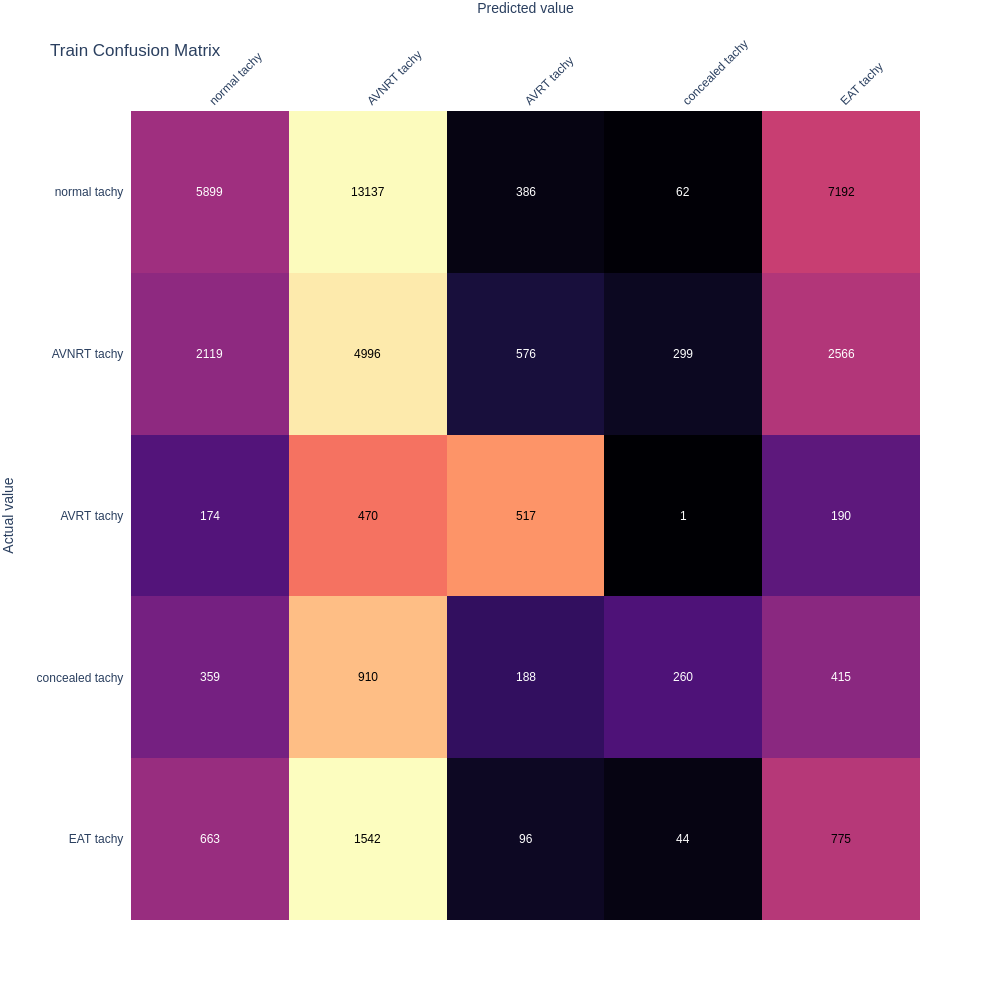 Predicted value
Train Confusion Matrix
normal tachy
AVNRT tachy
AVRT tachy
concealed tachy
EAT tachy
normal tachy 5899 13137 386 62 7192
AVNRT tachy 2119 4996 576 299 2566
Actual value
AVRT tachy 174 470 517 1 190
concealed tachy 359 910 188 260 415
EAT tachy 663 1542 96 44 775